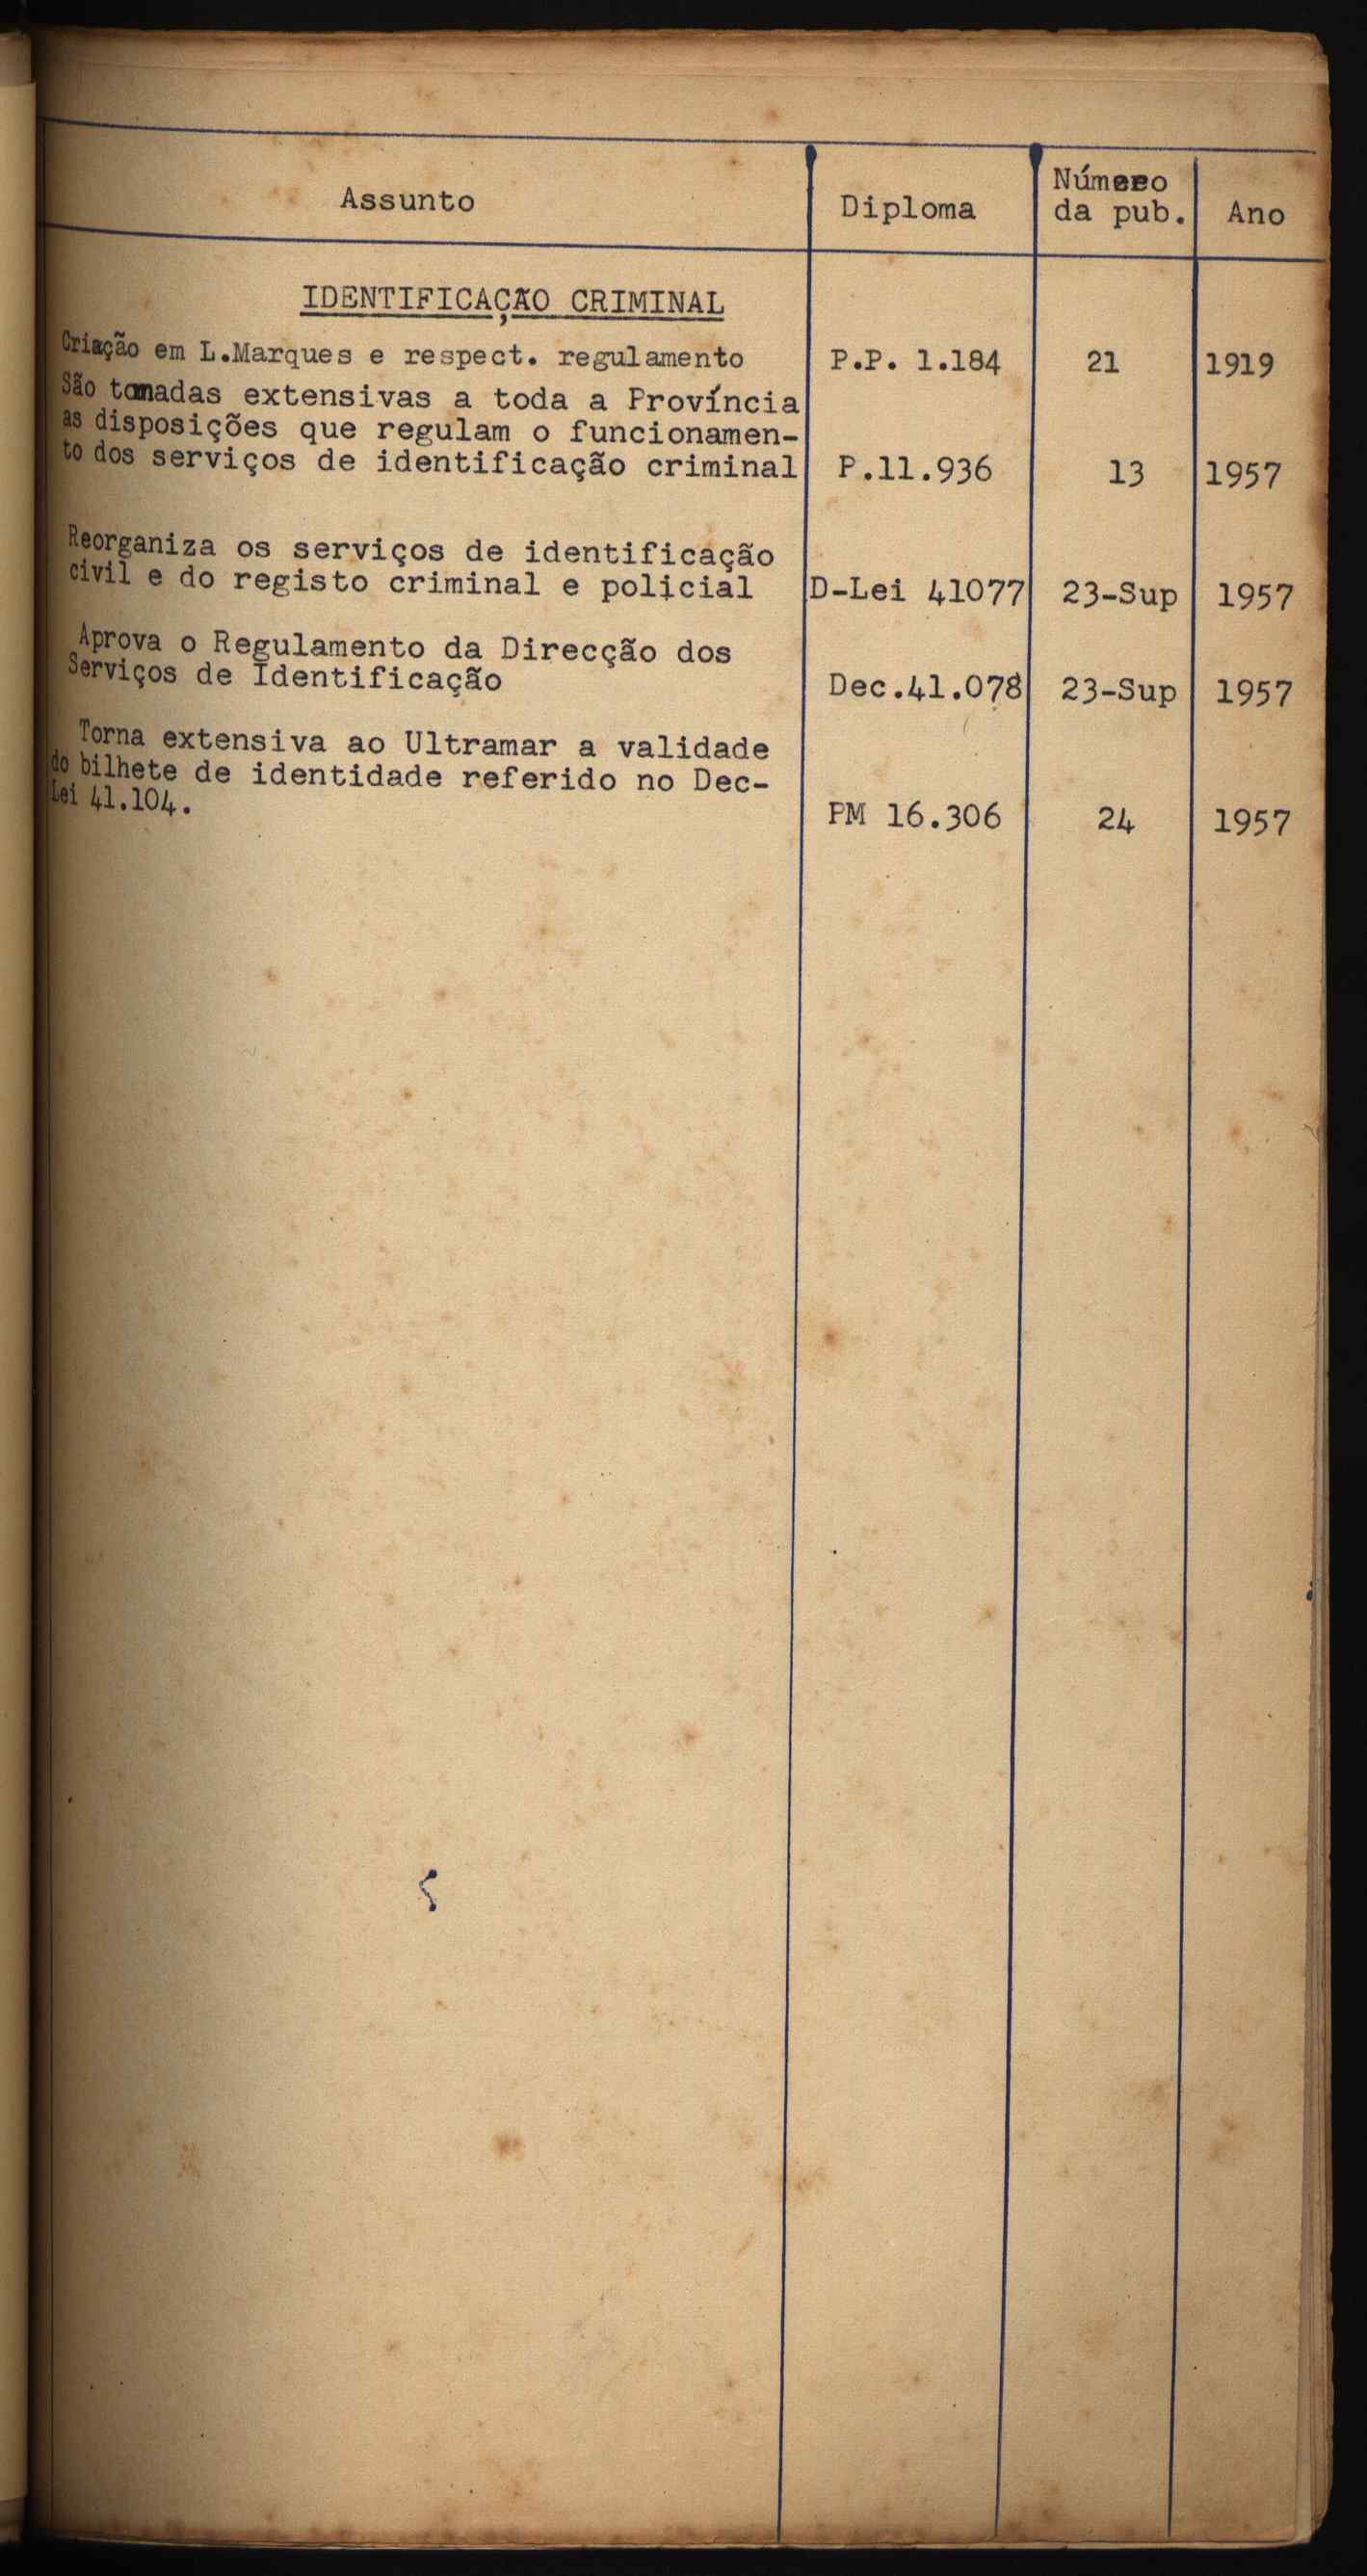 Assunto Diploma Número da pub. Ano
IDENTIFICAÇÃO CRIMINAL
Criação em L.Marques e respect. regulamento P.P. 1.184 21 1919
São tomadas extensivas a toda a Província
as disposições que regulam o funcionamen-
to dos serviços de identificação criminal P.11.936 13 1957
Reorganiza os serviços de identificação
civil e do registo criminal e policial D-Lei 41077 23-Sup 1957
Aprova o Regulamento da Direcção dos
Serviços de Identificação Dec.41.078 23-Sup 1957
Torna extensiva ao Ultramar a validade
do bilhete de identidade referido no Dec-
Lei 41.104. PM 16.306 24 1957